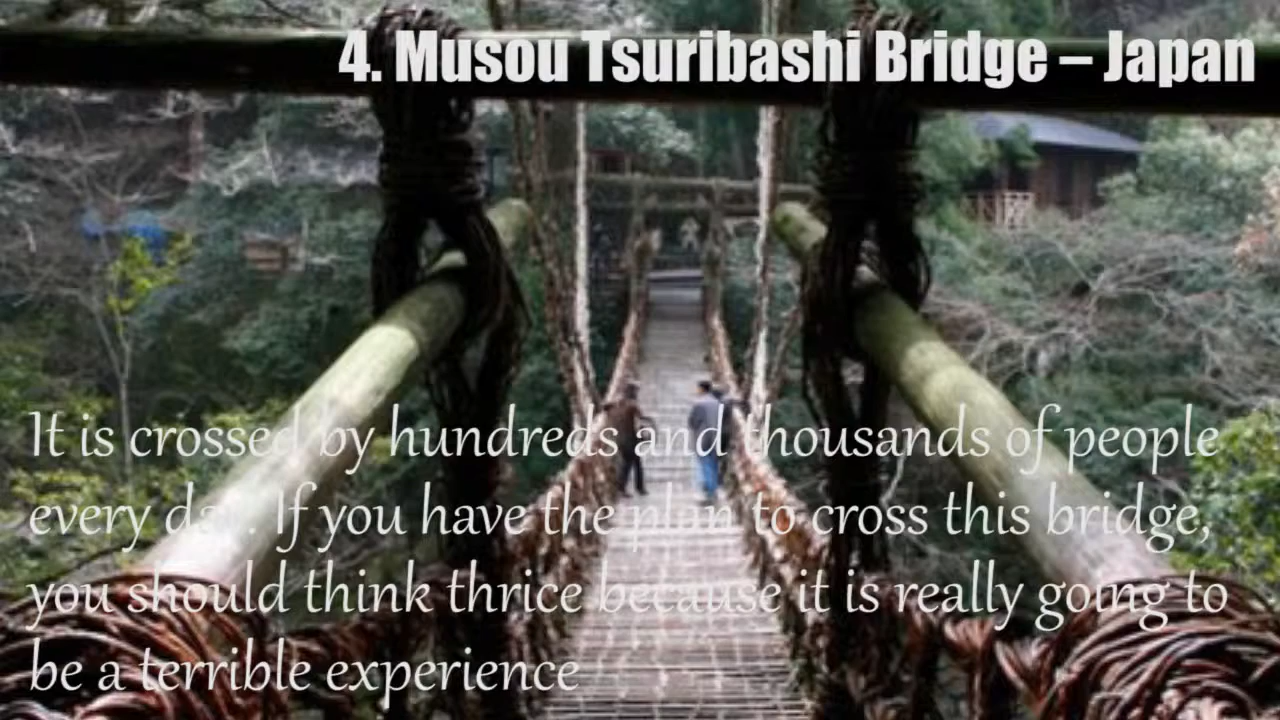 4. Musou Tsuribashi Bridge – Japan
It is crossed by hundreds and thousands of people
every day. If you have the plan to cross this bridge,
you should think thrice because it is really going to
be a terrible experience